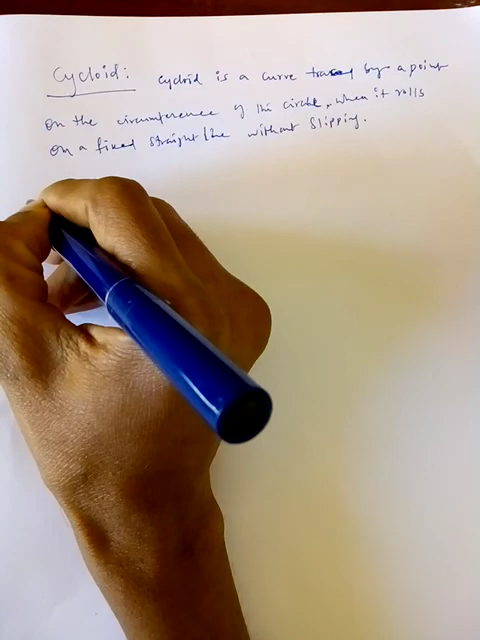 Cycloid: cycloid is a curve traced by a point
on the circumference of the circle, when it rolls
on a fixed straight line without slipping.